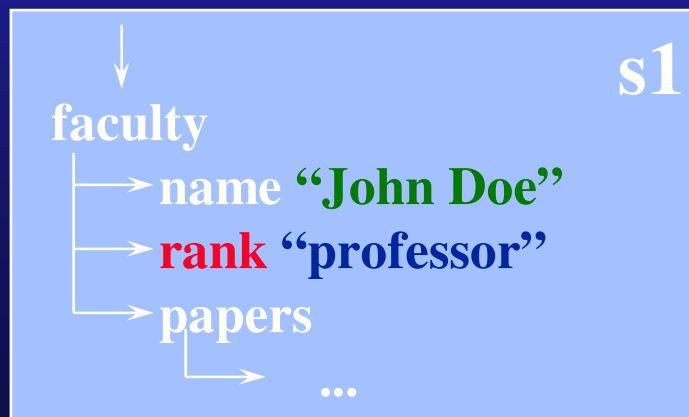 s1
faculty
name “John Doe”
rank “professor”
papers
...